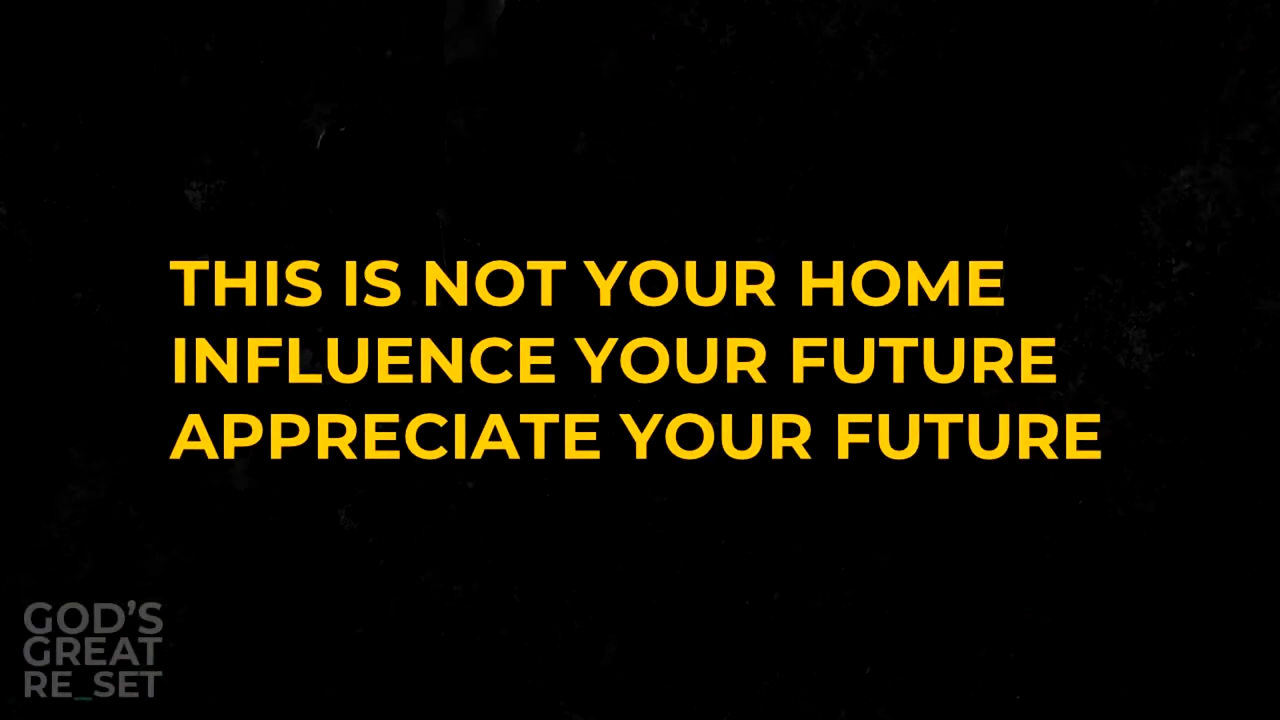 THIS IS NOT YOUR HOME
INFLUENCE YOUR FUTURE
APPRECIATE YOUR FUTURE
GOD'S
GREAT
RE_SET